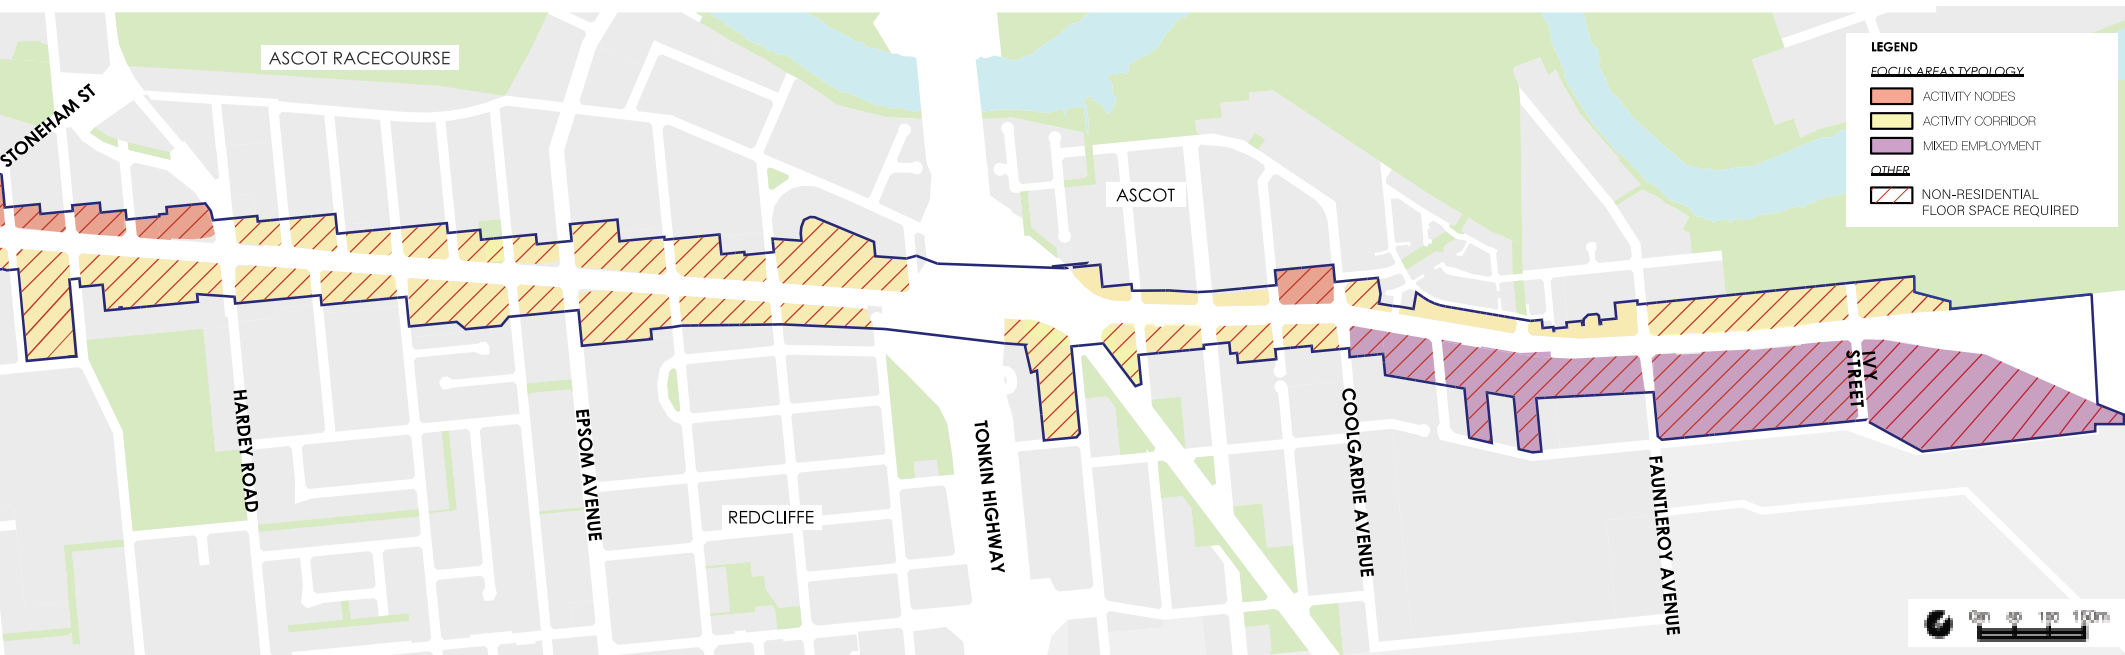 ASCOT RACECOURSE
STONEHAM ST
ASCOT
LEGEND
FOCUS AREAS TYPOLOGY
ACTIVITY NODES
ACTIVITY CORRIDOR
MIXED EMPLOYMENT
OTHER
NON-RESIDENTIAL
FLOOR SPACE REQUIRED
HARDEY ROAD
EPSOM AVENUE
REDCLIFFE
TONKIN HIGHWAY
COOLGARDIE AVENUE
FAUNTLEROY AVENUE
IVY
STREET
0m 150m